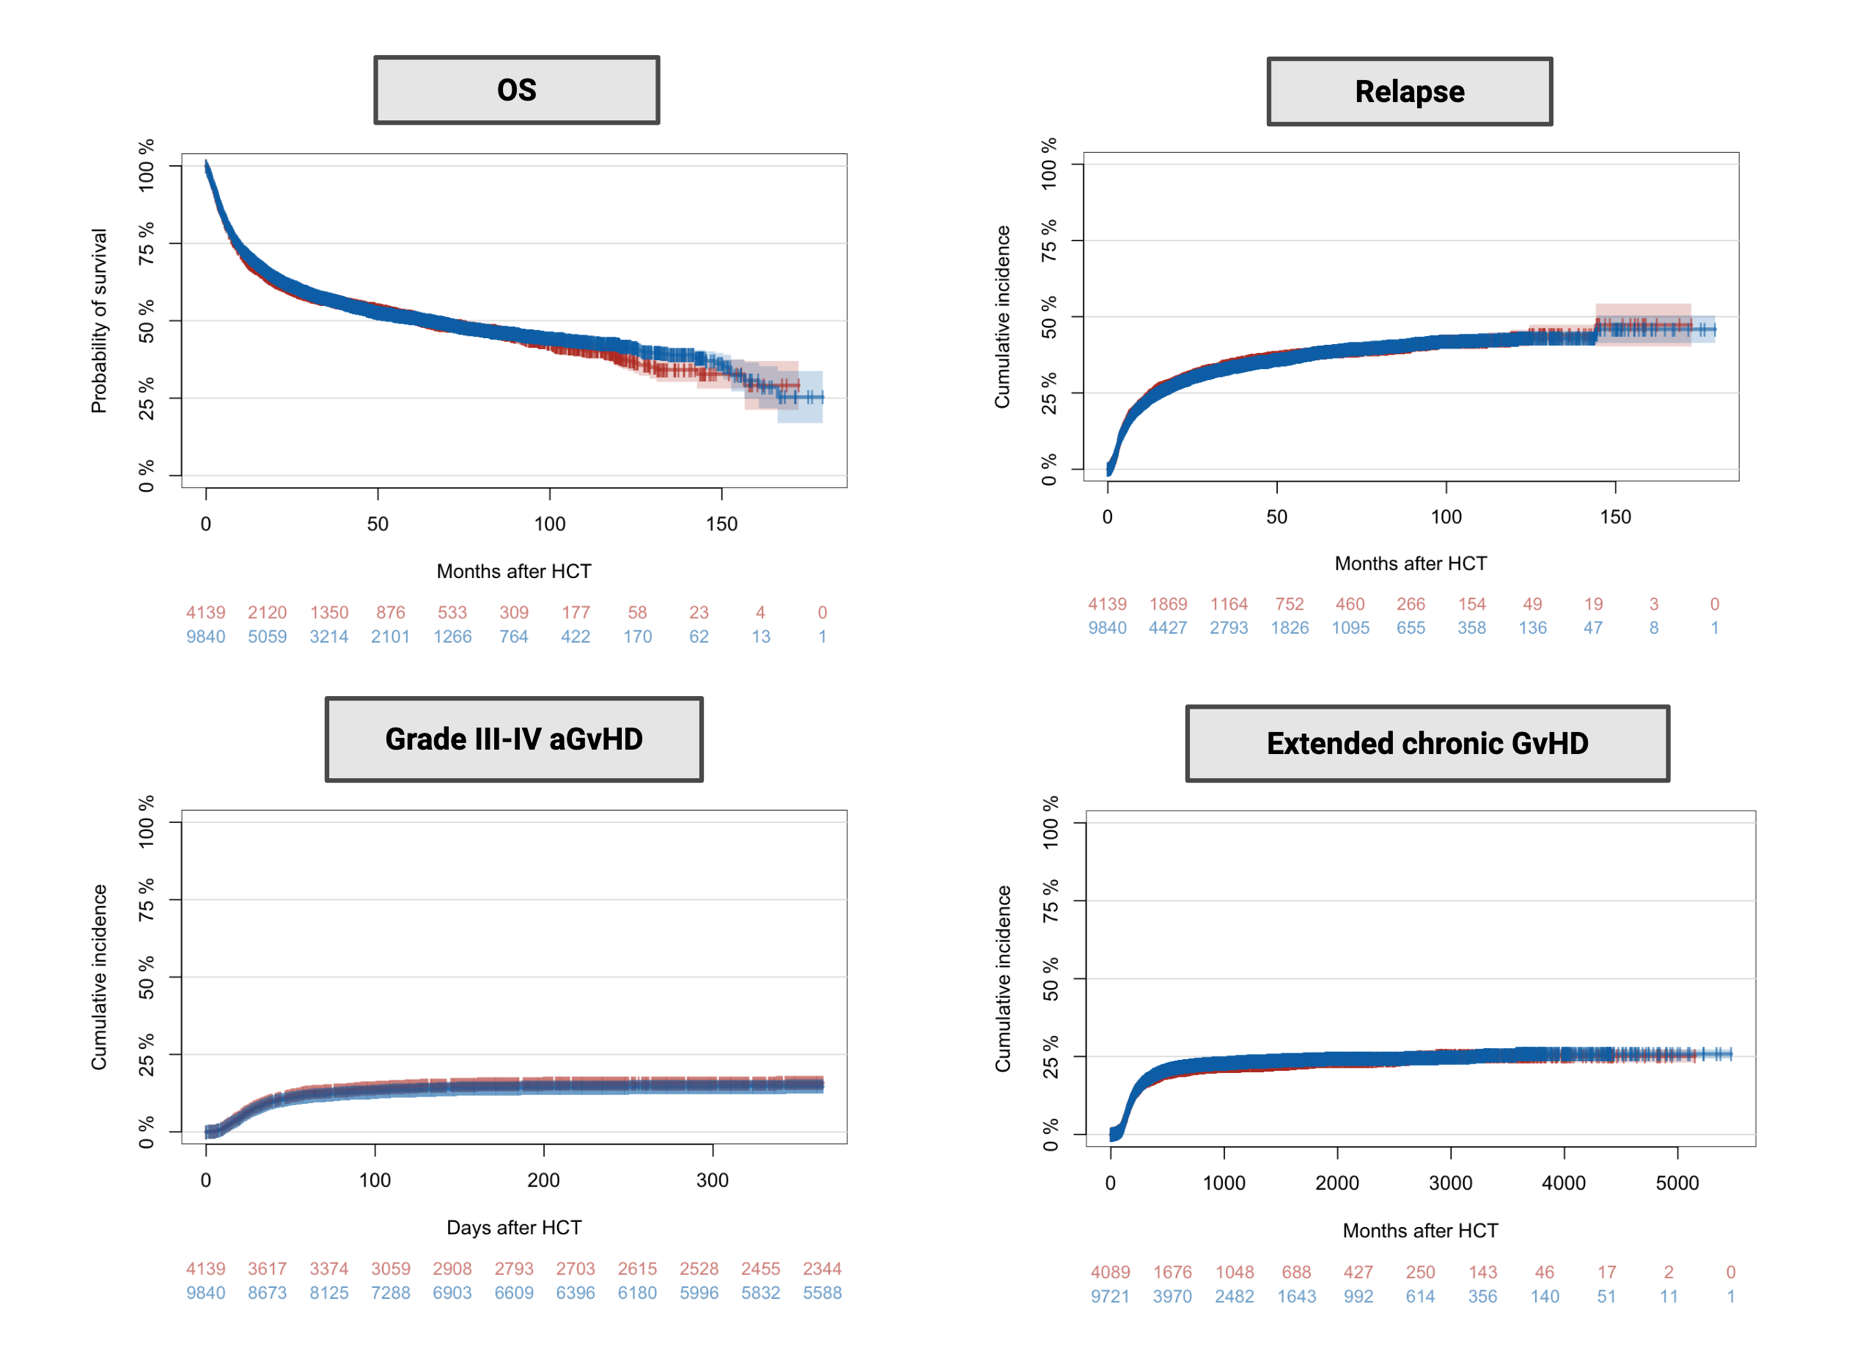 OS
Probability of survival
100 %
75 %
50 %
25 %
0 %
0 50 100 150
Months after HCT
4139 2120 1350 876 533 309 177 58 23 4 0
9840 5059 3214 2101 1266 764 422 170 62 13 1
Relapse
Cumulative incidence
100 %
75 %
50 %
25 %
0 %
0 50 100 150
Months after HCT
4139 1869 1164 752 460 266 154 49 19 3 0
9840 4427 2793 1826 1095 655 358 136 47 8 1
Grade III-IV aGvHD
Cumulative incidence
100 %
75 %
50 %
25 %
0 %
0 100 200 300
Days after HCT
4139 3617 3374 3059 2908 2793 2703 2615 2528 2455 2344
9840 8673 8125 7288 6903 6609 6396 6180 5996 5832 5588
Extended chronic GvHD
Cumulative incidence
100 %
75 %
50 %
25 %
0 %
0 1000 2000 3000 4000 5000
Months after HCT
4089 1676 1048 688 427 250 143 46 17 2 0
9721 3970 2482 1643 992 614 356 140 51 11 1